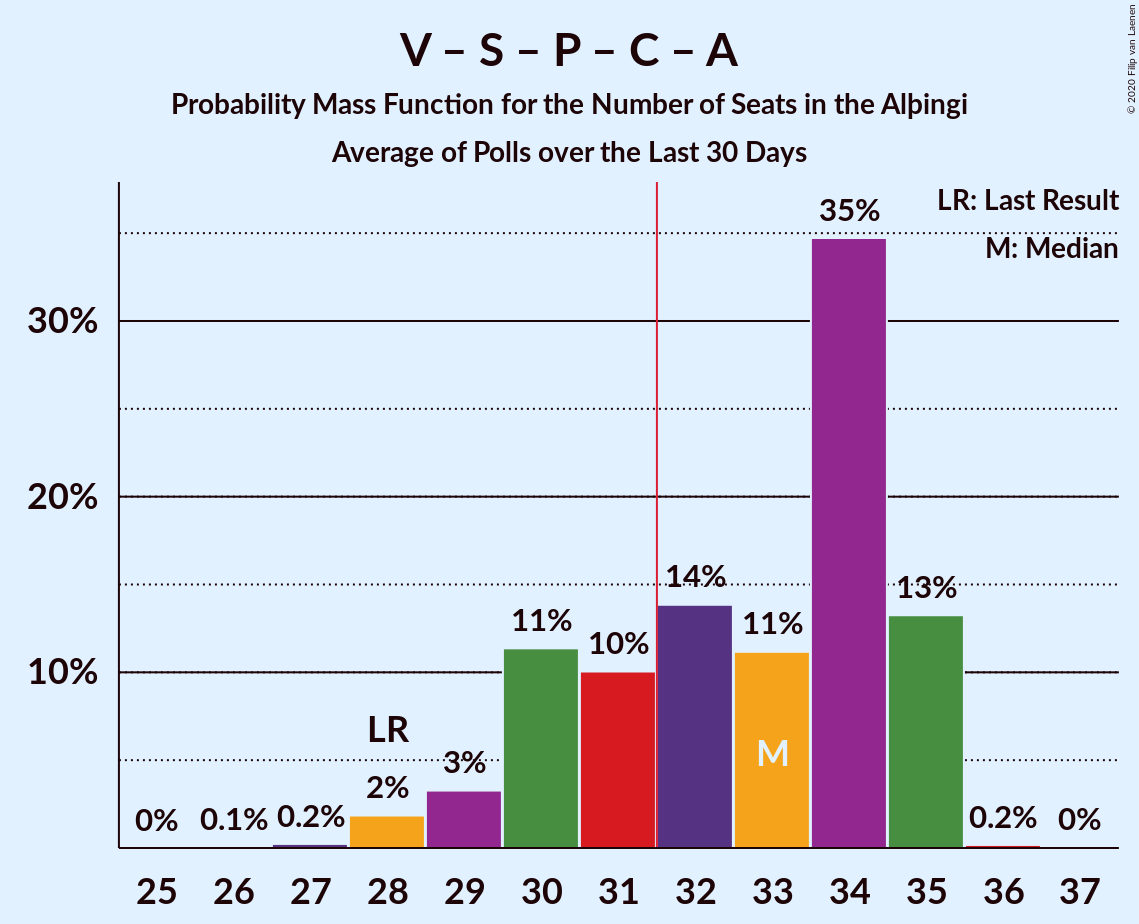 V – S – P – C – A
Probability Mass Function for the Number of Seats in the Alþingi
Average of Polls over the Last 30 Days
© 2020 Filip van Laenen
LR: Last Result
M: Median
35%
30%
20%
10%
14%
13%
11%
11%
10%
LR
3%
2%
M
0%
0.1%
0.2%
0.2%
0%
25 26 27 28 29 30 31 32 33 34 35 36 37